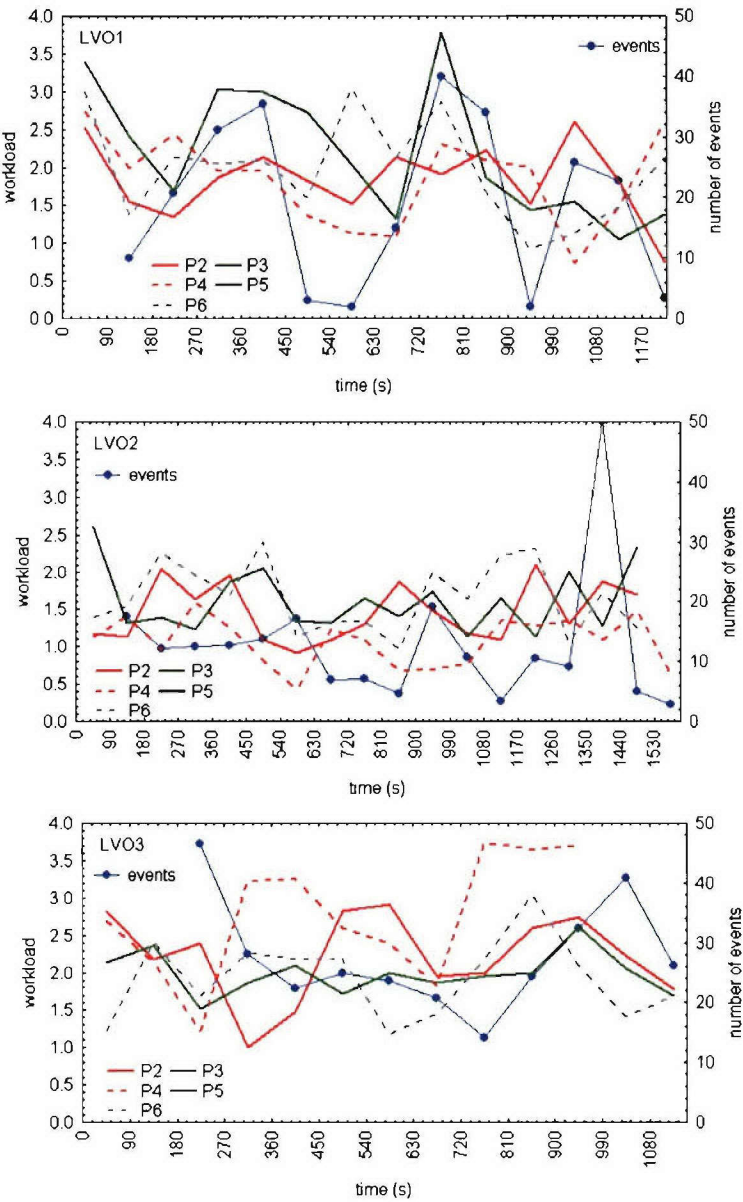 LVO1
events
4.0
3.5
3.0
2.5
2.0
1.5
1.0
0.5
0.0
workload
50
40
30
20
10
0
number of events
P2 P3
P4 P5
P6
0 90 180 270 360 450 540 630 720 810 900 990 1080 1170
time (s)
LVO2
events
4.0
3.5
3.0
2.5
2.0
1.5
1.0
0.5
0.0
workload
50
40
30
20
10
0
number of events
P2 P3
P4 P5
P6
0 90 180 270 360 450 540 630 720 810 900 990 1080 1170 1260 1350 1440 1530
time (s)
LVO3
events
4.0
3.5
3.0
2.5
2.0
1.5
1.0
0.5
0.0
workload
50
40
30
20
10
0
number of events
P2 P3
P4 P5
P6
0 90 180 270 360 450 540 630 720 810 900 990 1080
time (s)